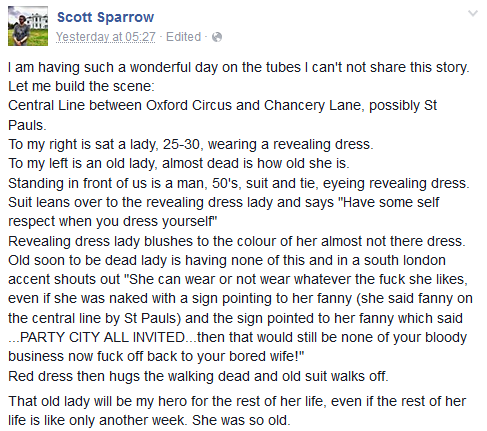 Scott Sparrow
Yesterday at 05:27 · Edited ·
I am having such a wonderful day on the tubes I can't not share this story.
Let me build the scene:
Central Line between Oxford Circus and Chancery Lane, possibly St
Pauls.
To my right is sat a lady, 25-30, wearing a revealing dress.
To my left is an old lady, almost dead is how old she is.
Standing in front of us is a man, 50's, suit and tie, eyeing revealing dress.
Suit leans over to the revealing dress lady and says "Have some self
respect when you dress yourself"
Revealing dress lady blushes to the colour of her almost not there dress.
Old soon to be dead lady is having none of this and in a south london
accent shouts out "She can wear or not wear whatever the fuck she likes,
even if she was naked with a sign pointing to her fanny (she said fanny on
the central line by St Pauls) and the sign pointed to her fanny which said
...PARTY CITY ALL INVITED...then that would still be none of your bloody
business now fuck off back to your bored wife!"
Red dress then hugs the walking dead and old suit walks off.
That old lady will be my hero for the rest of her life, even if the rest of her
life is like only another week. She was so old.